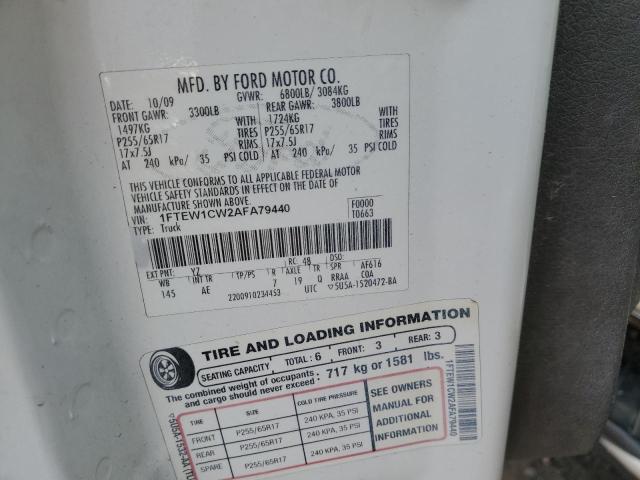 MFD. BY FORD MOTOR CO.
DATE: 10/09 GVWR: 6800LB/ 3084KG
FRONT GAWR: 3300LB REAR GAWR: 3800LB
1497KG WITH 1724KG WITH
P255/65R17 TIRES P255/65R17 TIRES
17x7.5J RIMS 17x7.5J RIMS
AT 240 kPa/ 35 PSI COLD AT 240 kPa/ 35 PSI COLD
THIS VEHICLE CONFORMS TO ALL APPLICABLE FEDERAL MOTOR
VEHICLE SAFETY STANDARDS IN EFFECT ON THE DATE OF
MANUFACTURE SHOWN ABOVE.
VIN: 1FTEW1CW2AFA79440 F0000
TYPE: Truck T0663
EXT PNT: YZ RC: 48 DSO:
WB INT TR TP/PS R AXLE TR SPR AF616
145 AE 7 19 Q RRAA COA
2200910234453 UTC ▽5U5A-1520472-BA
TIRE AND LOADING INFORMATION
SEATING CAPACITY TOTAL: 6 FRONT: 3 REAR: 3
The combined weight of occupants
and cargo should never exceed: 717 kg or 1581 lbs.
TIRE SIZE COLD TIRE PRESSURE
FRONT P255/65R17 240 KPA, 35 PSI
REAR P255/65R17 240 KPA, 35 PSI
SPARE P255/65R17 240 KPA, 35 PSI
SEE OWNERS
MANUAL FOR
ADDITIONAL
INFORMATION
1FTEW1CW2AFA79440